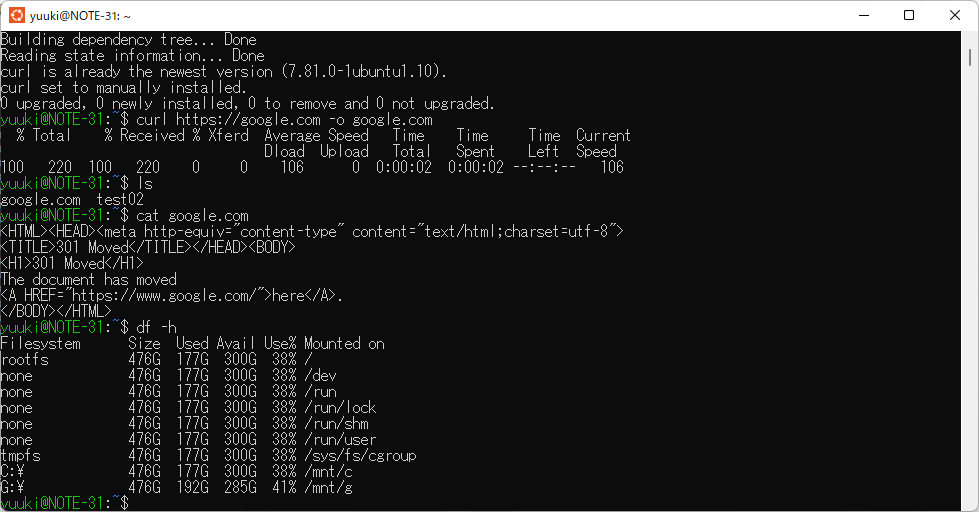 yuuki@NOTE-31: ~
Building dependency tree... Done
Reading state information... Done
curl is already the newest version (7.81.0-1ubuntu1.10).
curl set to manually installed.
0 upgraded, 0 newly installed, 0 to remove and 0 not upgraded.
yuuki@NOTE-31:~$ curl https://google.com -o google.com
  % Total    % Received % Xferd  Average Speed   Time    Time     Time  Current
                                 Dload  Upload   Total   Spent    Left  Speed
100   220  100   220    0     0    106      0  0:00:02  0:00:02 --:--:--   106
yuuki@NOTE-31:~$ ls
google.com  test02
yuuki@NOTE-31:~$ cat google.com
<HTML><HEAD><meta http-equiv="content-type" content="text/html;charset=utf-8">
<TITLE>301 Moved</TITLE></HEAD><BODY>
<H1>301 Moved</H1>
The document has moved
<A HREF="https://www.google.com/">here</A>.
</BODY></HTML>
yuuki@NOTE-31:~$ df -h
Filesystem      Size  Used Avail Use% Mounted on
rootfs          476G  177G  300G  38% /
none            476G  177G  300G  38% /dev
none            476G  177G  300G  38% /run
none            476G  177G  300G  38% /run/lock
none            476G  177G  300G  38% /run/shm
none            476G  177G  300G  38% /run/user
tmpfs           476G  177G  300G  38% /sys/fs/cgroup
C:¥             476G  177G  300G  38% /mnt/c
G:¥             476G  192G  285G  41% /mnt/g
yuuki@NOTE-31:~$